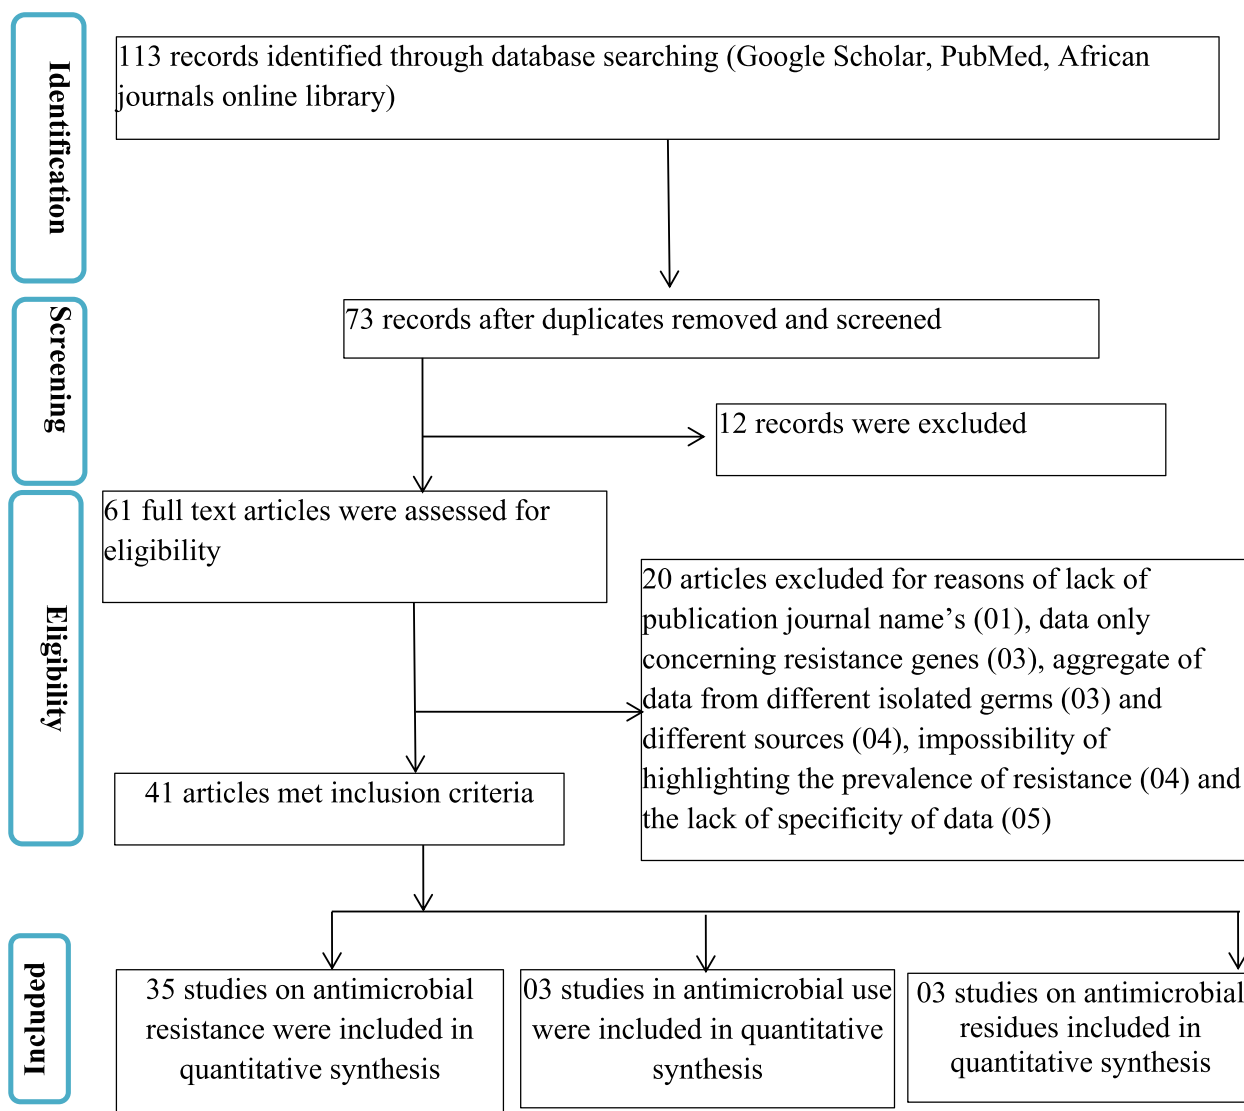 Identification
113 records identified through database searching (Google Scholar, PubMed, African
journals online library)
Screening
73 records after duplicates removed and screened
12 records were excluded
Eligibility
61 full text articles were assessed for
eligibility
20 articles excluded for reasons of lack of
publication journal name’s (01), data only
concerning resistance genes (03), aggregate of
data from different isolated germs (03) and
different sources (04), impossibility of
highlighting the prevalence of resistance (04) and
the lack of specificity of data (05)
41 articles met inclusion criteria
Included
35 studies on antimicrobial
resistance were included in
quantitative synthesis
03 studies in antimicrobial use
were included in quantitative
synthesis
03 studies on antimicrobial
residues included in
quantitative synthesis